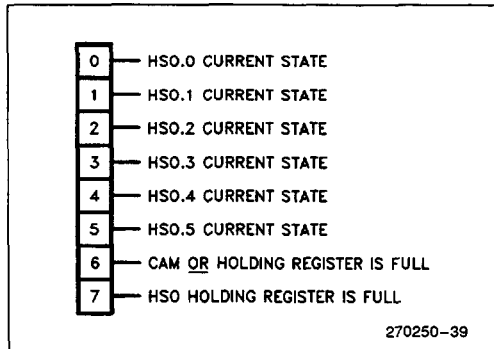 0 HSO.0 CURRENT STATE
1 HSO.1 CURRENT STATE
2 HSO.2 CURRENT STATE
3 HSO.3 CURRENT STATE
4 HSO.4 CURRENT STATE
5 HSO.5 CURRENT STATE
6 CAM OR HOLDING REGISTER IS FULL
7 HSO HOLDING REGISTER IS FULL
270250-39